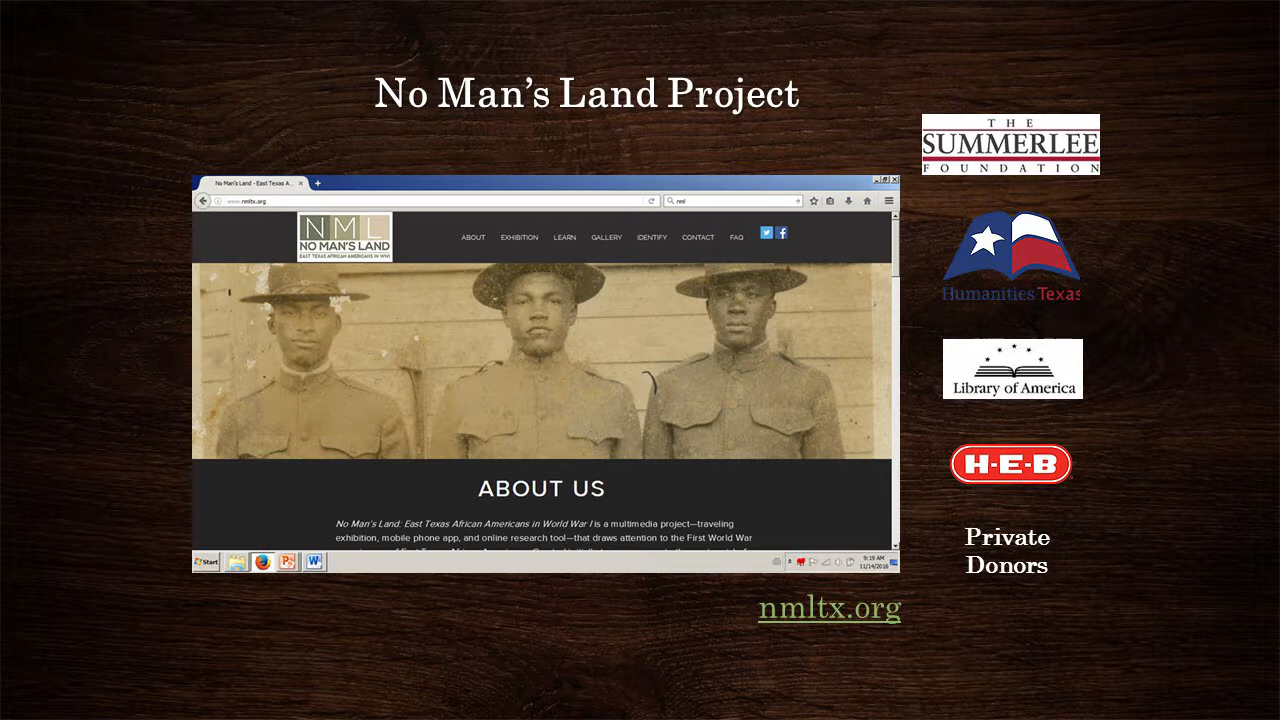 No Man's Land Project
THE
SUMMERLEE
FOUNDATION
No Man's Land - East Texas A...
www.nmltx.org
nml
NML
NO MAN'S LAND
EAST TEXAS AFRICAN AMERICANS IN WWI
ABOUT EXHIBITION LEARN GALLERY IDENTIFY CONTACT FAQ
Humanities Texas
Library of America
H-E-B
ABOUT US
No Man's Land: East Texas African Americans in World War I is a multimedia project—traveling
exhibition, mobile phone app, and online research tool—that draws attention to the First World War
Private
Donors
Start
9:19 AM
11/14/2016
nmltx.org